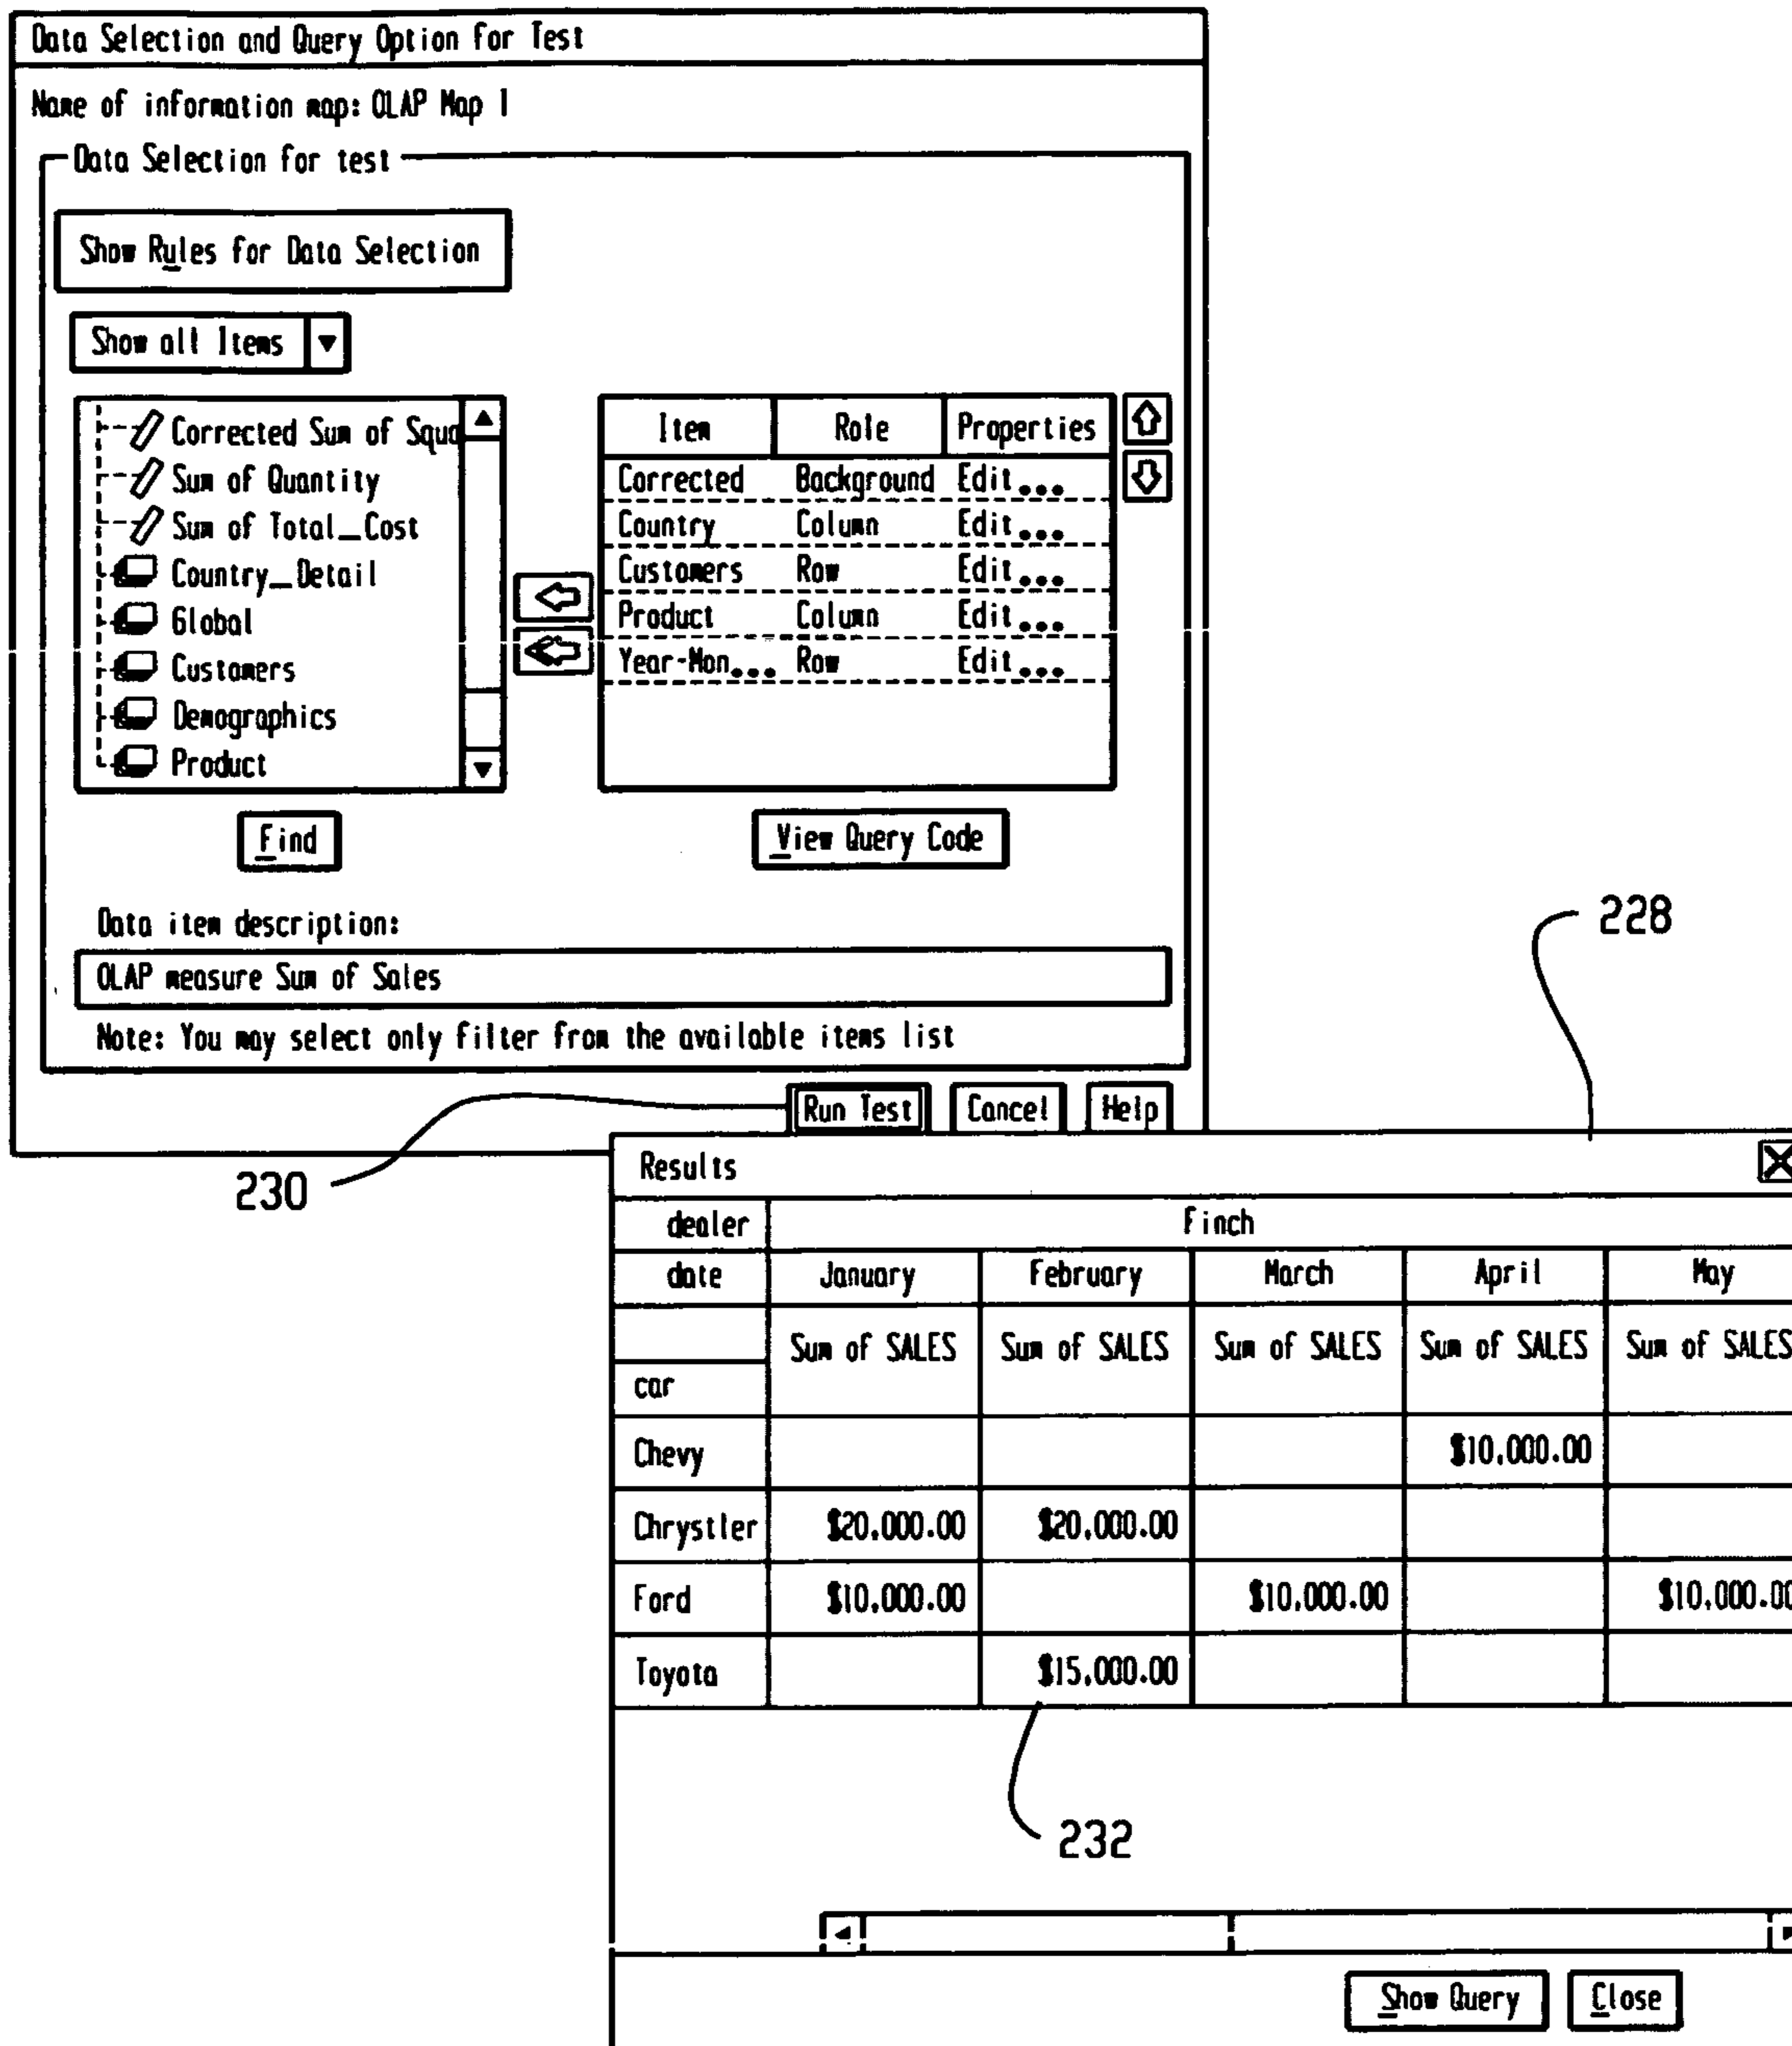 Data Selection and Query Option for Test
Name of information map: OLAP Map 1
Data Selection for test
Show Rules for Data Selection
Show all Items
Corrected Sum of Squa
Sum of Quantity
Sum of Total_Cost
Country_Detail
Global
Customers
Demographics
Product
Item Role Properties
Corrected Background Edit...
Country Column Edit...
Customers Row Edit...
Product Column Edit...
Year-Mon... Row Edit...
Find
View Query Code
Data item description:
OLAP measure Sum of Sales
Note: You may select only filter from the available items list
Run Test Cancel Help
228
230
Results
dealer Finch
date January February March April May
Sum of SALES Sum of SALES Sum of SALES Sum of SALES Sum of SALES
car
Chevy $10,000.00
Chrystler $20,000.00 $20,000.00
Ford $10,000.00 $10,000.00 $10,000.00
Toyota $15,000.00
232
Show Query Close